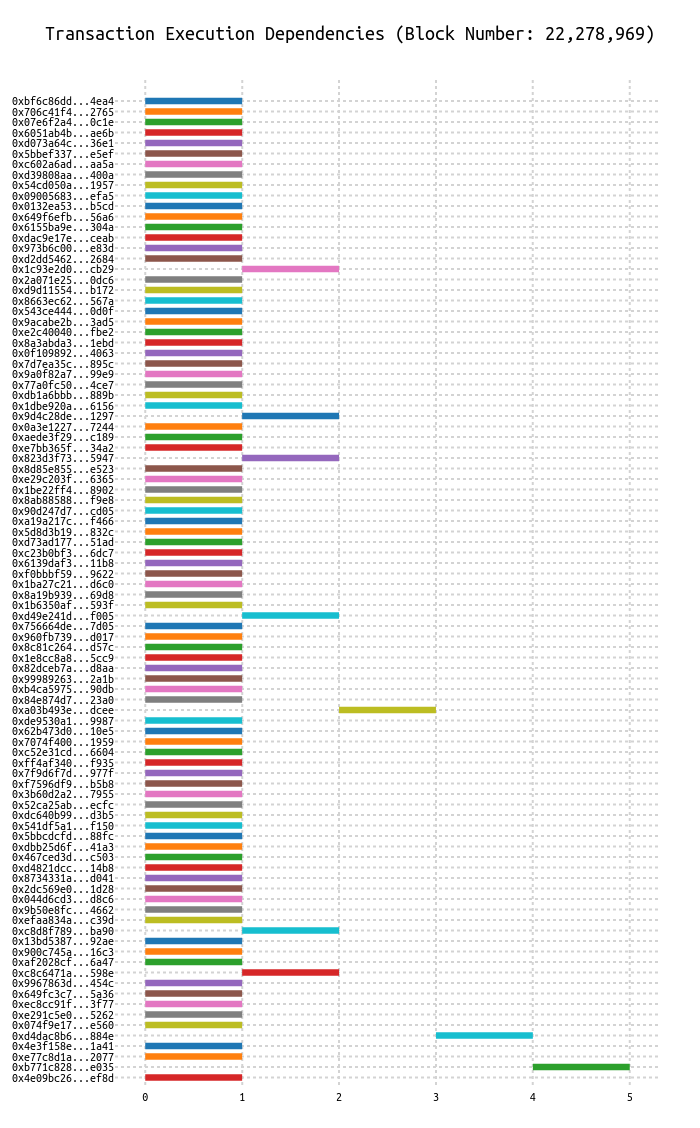 Transaction Execution Dependencies (Block Number: 22,278,969)
0xbf6c86dd...4ea4
0x706c41f4...2765
0x07e6f2a4...0c1e
0x6051ab4b...ae6b
0xd073a64c...36e1
0x5bbef337...e5ef
0xc602a6ad...aa5a
0xd39808aa...400a
0x54cd050a...1957
0x09005683...efa5
0x0132ea53...b5cd
0x649f6efb...56a6
0x6155ba9e...304a
0xdac9e17e...ceab
0x973b6c00...e83d
0xd2dd5462...2684
0x1c93e2d0...cb29
0x2a071e25...0dc6
0xd9d11554...b172
0x8663ec62...567a
0x543ce444...0d0f
0x9acabe2b...3ad5
0xe2c40040...fbe2
0x8a3abda3...1ebd
0x0f109892...4063
0x7d7ea35c...895c
0x9a0f82a7...99e9
0x77a0fc50...4ce7
0xdb1a6bbb...889b
0x1dbe920a...6156
0x9d4c28de...1297
0x0a3e1227...7244
0xaede3f29...c189
0xe7bb365f...34a2
0x823d3f73...5947
0x8d85e855...e523
0xe29c203f...6365
0x1be22ff4...8902
0x8ab88588...f9e8
0x90d247d7...cd05
0xa19a217c...f466
0x5d8d3b19...832c
0xd73ad177...51ad
0xc23b0bf3...6dc7
0x6139daf3...11b8
0xf0bbbf59...9622
0x1ba27c21...d6c0
0x8a19b939...69d8
0x1b6350af...593f
0xd49e241d...f005
0x756664de...7d05
0x960fb739...d017
0x8c81c264...d57c
0x1e8cc8a8...5cc9
0x82dceb7a...d8aa
0x99989263...2a1b
0xb4ca5975...90db
0x84e874d7...23a0
0xa03b493e...dcee
0xde9530a1...9987
0x62b473d0...10e5
0x7074f400...1959
0xc52e31cd...6604
0xff4af340...f935
0x7f9d6f7d...977f
0xf7596df9...b5b8
0x3b60d2a2...7955
0x52ca25ab...ecfc
0xdc640b99...d3b5
0x541df5a1...f150
0x5bbcdcfd...88fc
0xdbb25d6f...41a3
0x467ced3d...c503
0xd4821dcc...14b8
0x8734331a...d041
0x2dc569e0...1d28
0x044d6cd3...d8c6
0x9b50e8fc...4662
0xefaa834a...c39d
0xc8d8f789...ba90
0x13bd5387...92ae
0x900c745a...16c3
0xaf2028cf...6a47
0xc8c6471a...598e
0x9967863d...454c
0x649fc3c7...5a36
0xec8cc91f...3f77
0xe291c5e0...5262
0x074f9e17...e560
0xd4dac8b6...884e
0x4e3f158e...1a41
0xe77c8d1a...2077
0xb771c828...e035
0x4e09bc26...ef8d
0 1 2 3 4 5